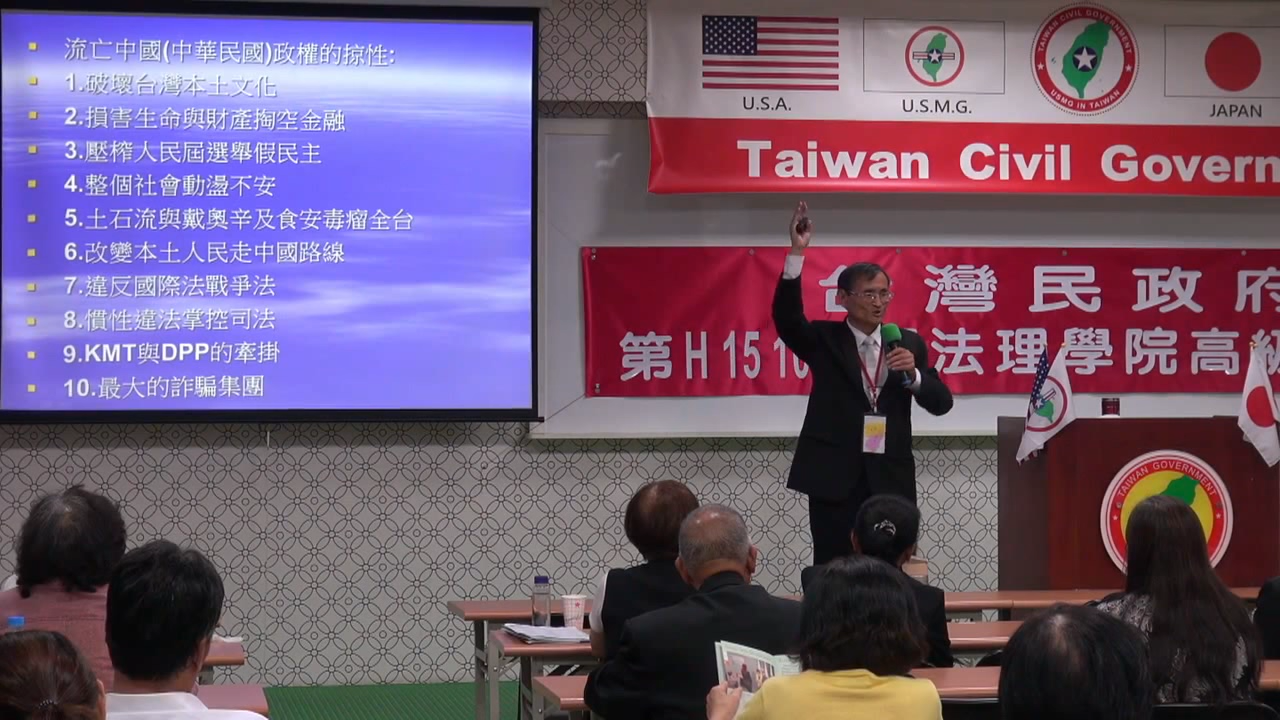 流亡中國(中華民國)政權的掠性:
1.破壞台灣本土文化
2.損害生命與財產掏空金融
3.壓榨人民屆選舉假民主
4.整個社會動盪不安
5.土石流與戴奧辛及食安毒瘤全台
6.改變本土人民走中國路線
7.違反國際法戰爭法
8.慣性違法掌控司法
9.KMT與DPP的牽掛
10.最大的詐騙集團
U.S.A.
U.S.M.G.
TAIWAN CIVIL GOVERNMENT
USMG IN TAIWAN
JAPAN
Taiwan Civil Govern
台灣民政府
第H 15 10 法理學院高級
TAIWAN GOVERNMENT